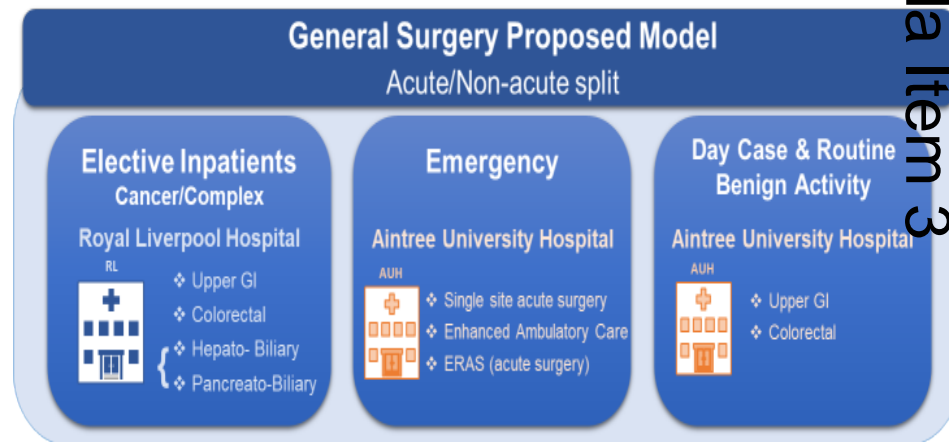 General Surgery Proposed Model
Acute/Non-acute split
Elective Inpatients
Cancer/Complex
Royal Liverpool Hospital
RL
❖ Upper GI
❖ Colorectal
{ ❖ Hepato- Biliary
❖ Pancreato-Biliary
Emergency
Aintree University Hospital
AUH
❖ Single site acute surgery
❖ Enhanced Ambulatory Care
❖ ERAS (acute surgery)
Day Case & Routine
Benign Activity
Aintree University Hospital
AUH
❖ Upper GI
❖ Colorectal
Item 3